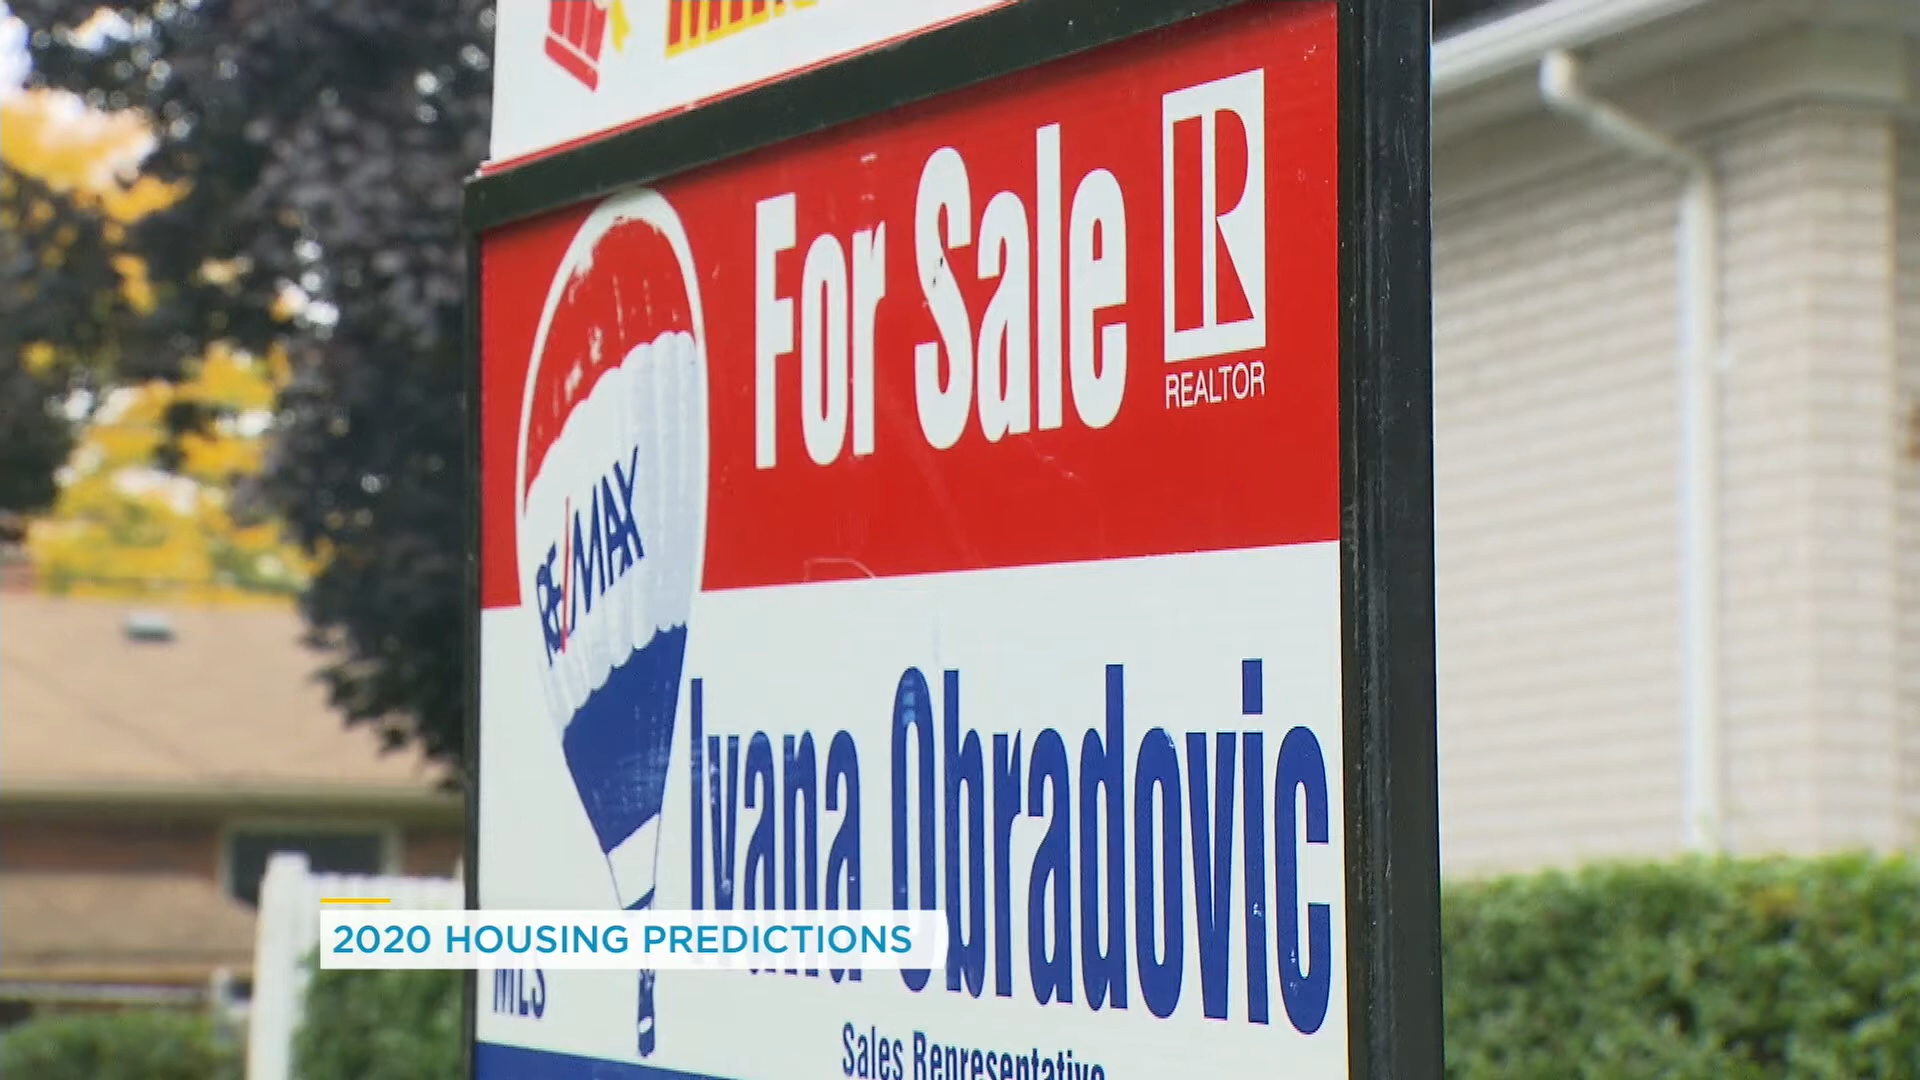 For Sale
R
REALTOR
RE/MAX
Ivana Obradovic
2020 HOUSING PREDICTIONS
MLS
Sales Representative